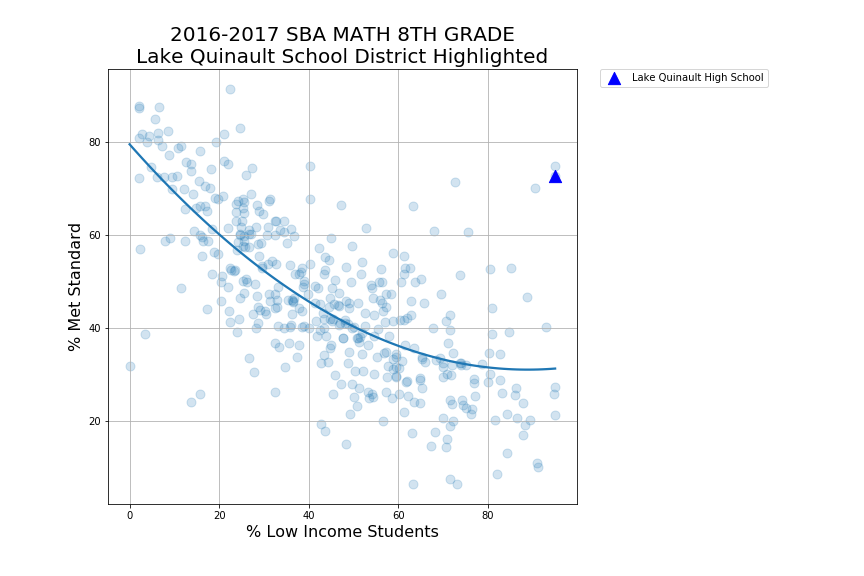 2016-2017 SBA MATH 8TH GRADE
Lake Quinault School District Highlighted
Lake Quinault High School
% Met Standard
80
60
40
20
0 20 40 60 80
% Low Income Students